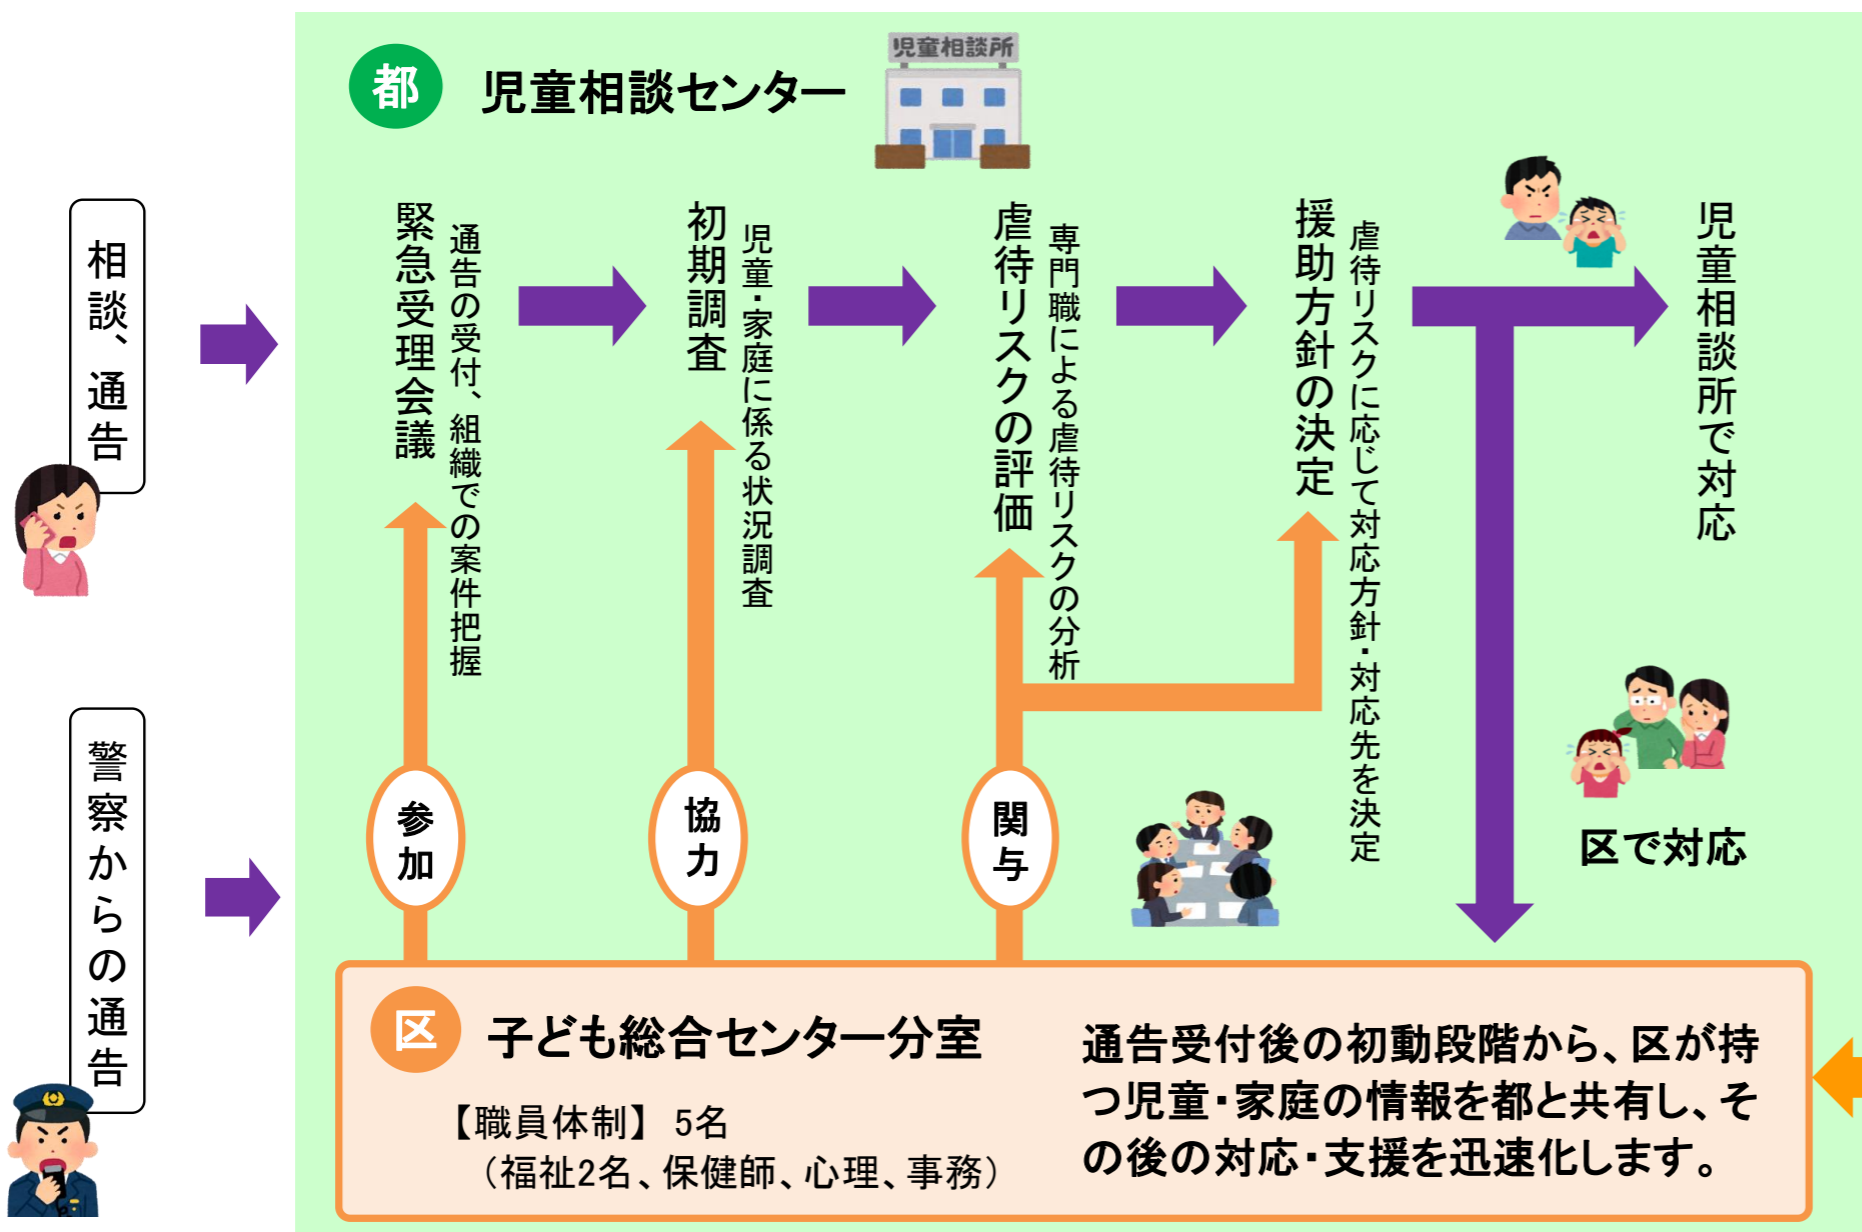 都 児童相談センター
児童相談所
相談、通告
警察からの通告
緊急受理会議
通告の受付、組織での案件把握
初期調査
児童・家庭に係る状況調査
虐待リスクの評価
専門職による虐待リスクの分析
援助方針の決定
虐待リスクに応じて対応方針・対応先を決定
児童相談所で対応
区で対応
参加
協力
関与
区 子ども総合センター分室
【職員体制】 5名
（福祉2名、保健師、心理、事務）
通告受付後の初動段階から、区が持
つ児童・家庭の情報を都と共有し、そ
の後の対応・支援を迅速化します。